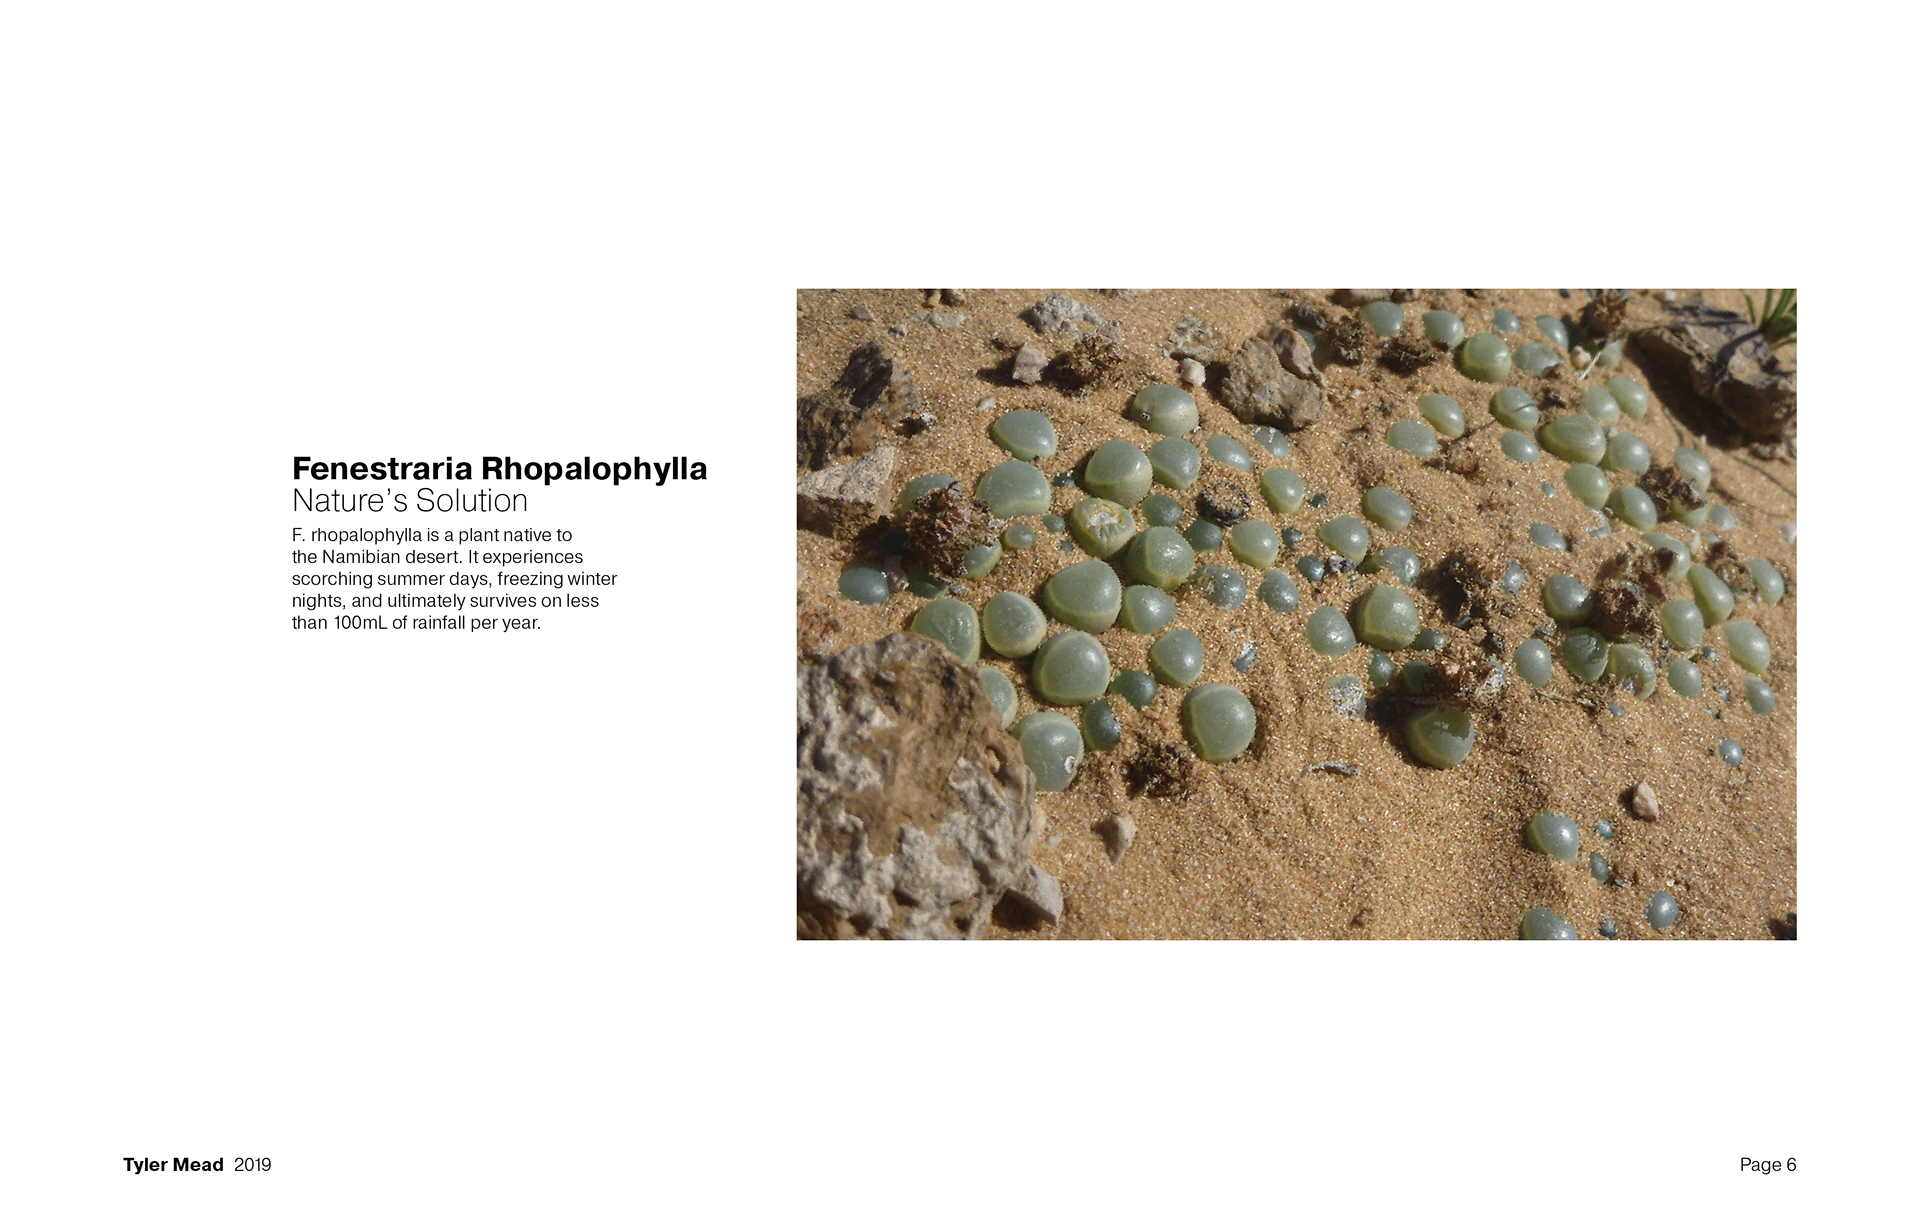 Fenestraria Rhopalophylla
Nature’s Solution
F. rhopalophylla is a plant native to
the Namibian desert. It experiences
scorching summer days, freezing winter
nights, and ultimately survives on less
than 100mL of rainfall per year.
Tyler Mead 2019
Page 6